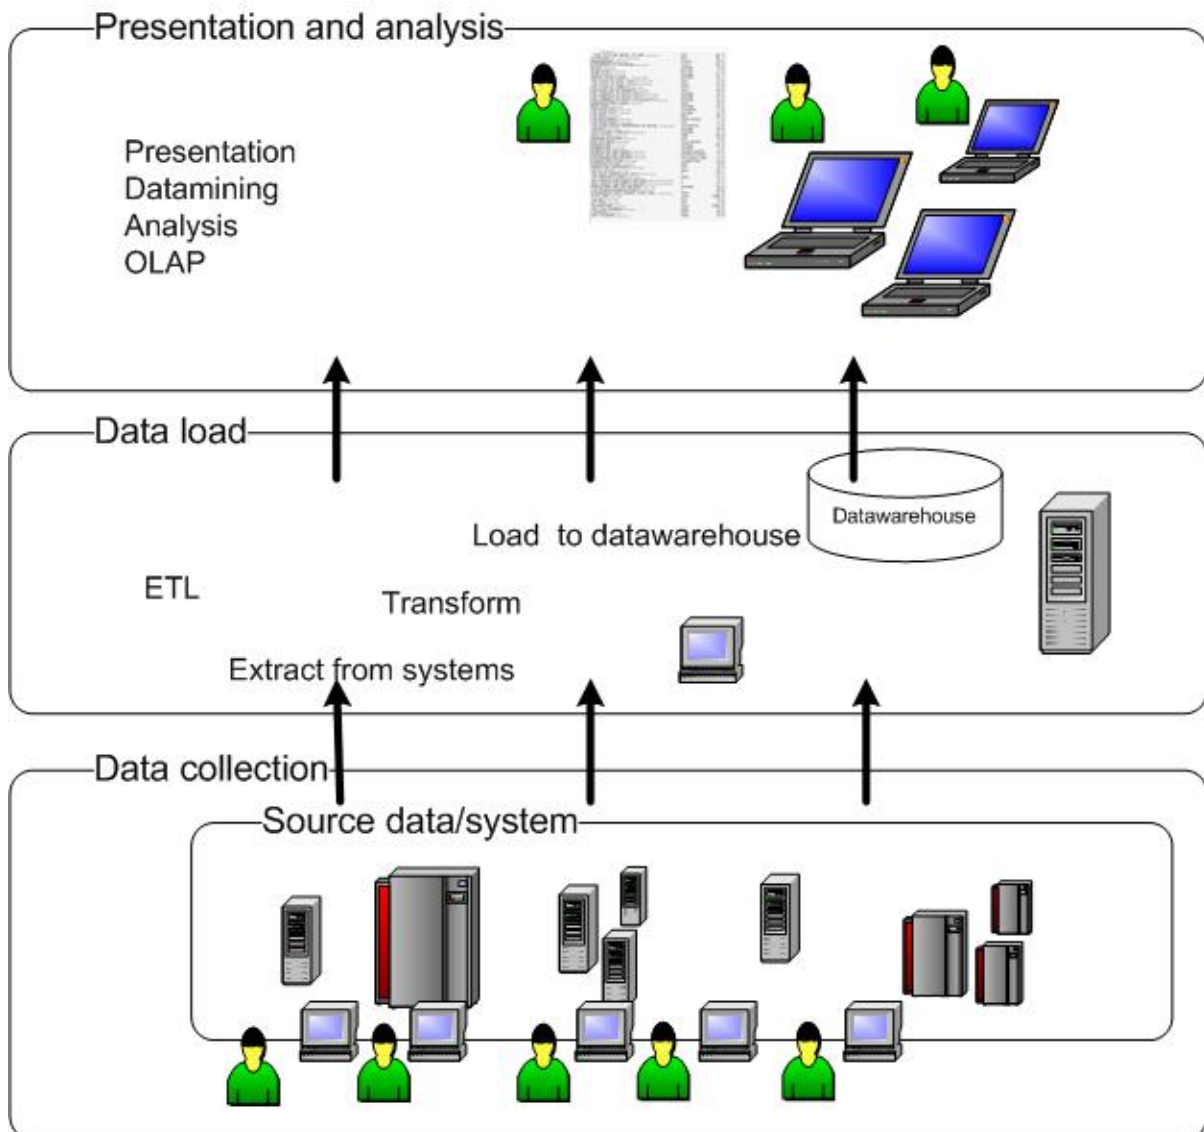 Presentation and analysis
Presentation
Datamining
Analysis
OLAP
Data load
Datawarehouse
Load to datawarehouse
ETL
Transform
Extract from systems
Data collection
Source data/system